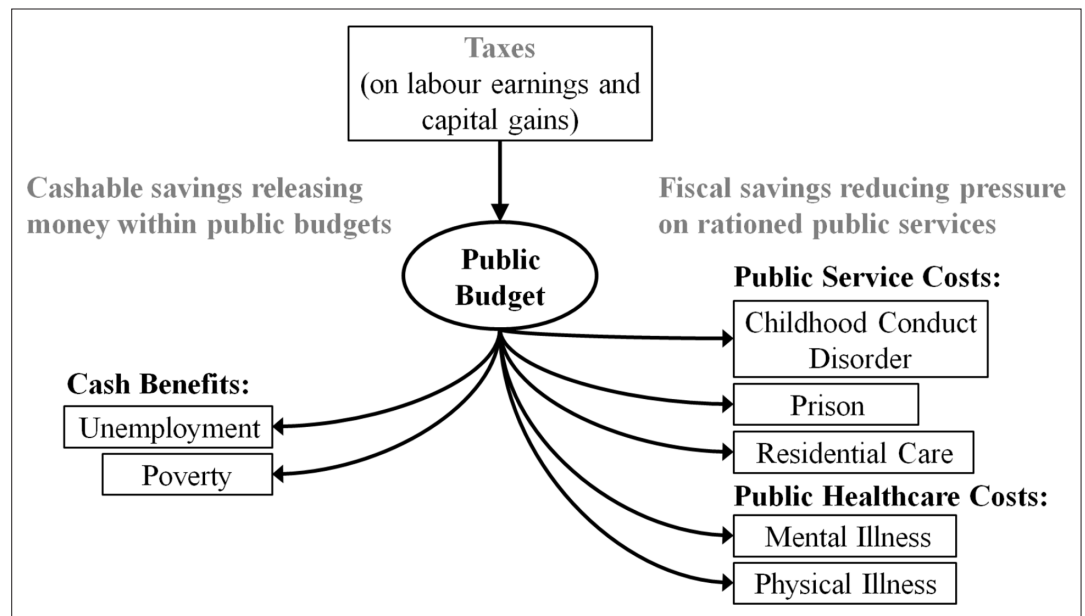 Taxes
(on labour earnings and
capital gains)
Cashable savings releasing
money within public budgets
Fiscal savings reducing pressure
on rationed public services
Public
Budget
Cash Benefits:
Unemployment
Poverty
Public Service Costs:
Childhood Conduct
Disorder
Prison
Residential Care
Public Healthcare Costs:
Mental Illness
Physical Illness